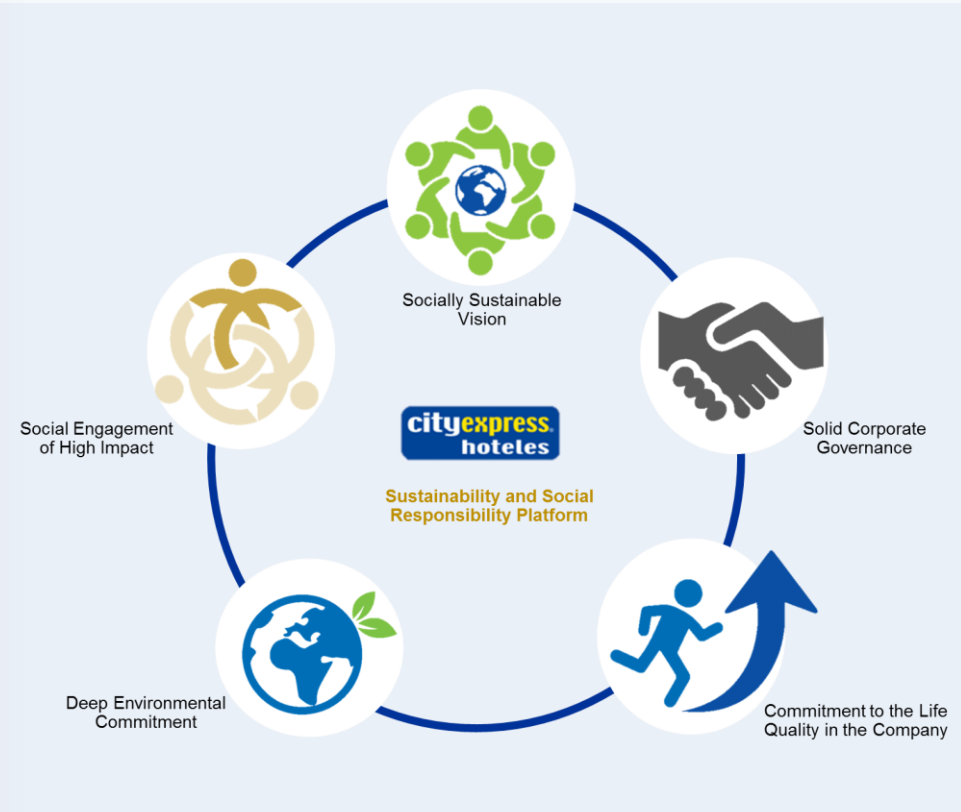 Socially Sustainable
Vision
Social Engagement
of High Impact
Solid Corporate
Governance
cityexpress.
hoteles
Sustainability and Social
Responsibility Platform
Deep Environmental
Commitment
Commitment to the Life
Quality in the Company